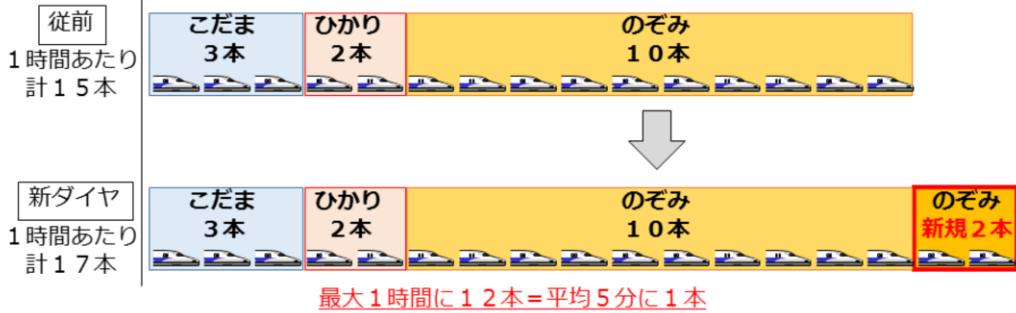 従前
1時間あたり
計15本
こだま
3本
ひかり
2本
のぞみ
10本
新ダイヤ
1時間あたり
計17本
こだま
3本
ひかり
2本
のぞみ
10本
のぞみ
新規2本
最大1時間に12本=平均5分に1本